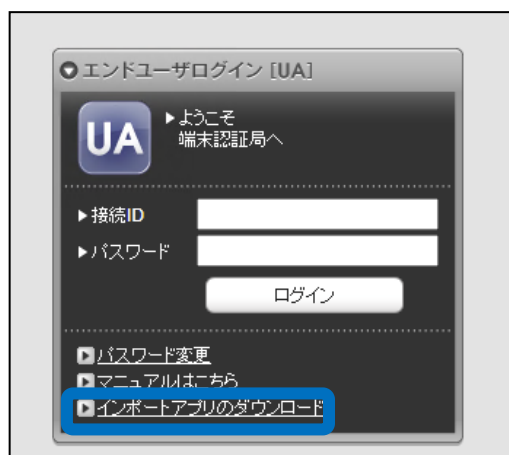 エンドユーザログイン [UA]
UA
ようこそ
端末認証局へ
接続ID
パスワード
ログイン
パスワード変更
マニュアルはこちら
インポートアプリのダウンロード